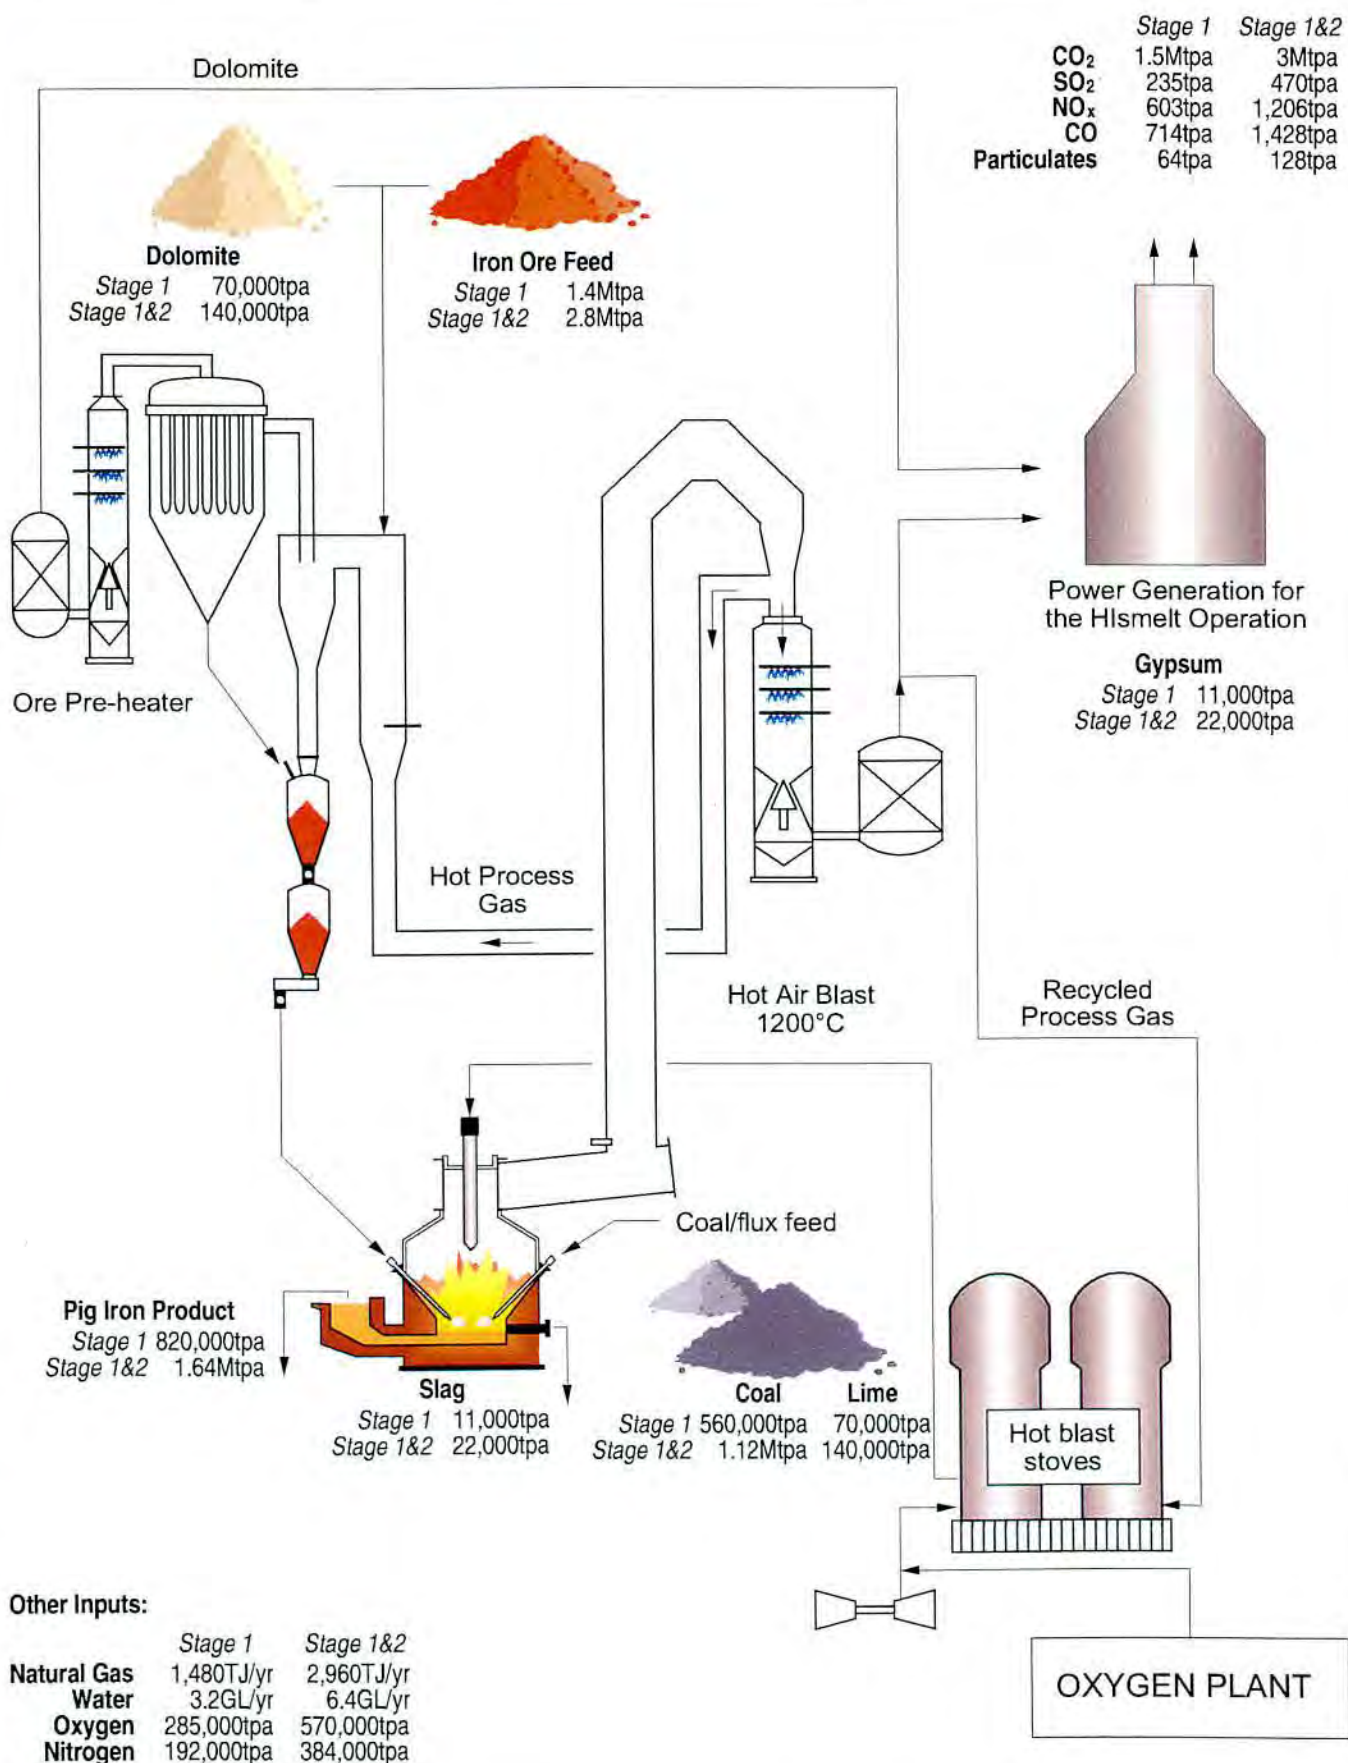 Stage 1 Stage 1&2
CO2 1.5Mtpa 3Mtpa
SO2 235tpa 470tpa
NOx 603tpa 1,206tpa
CO 714tpa 1,428tpa
Particulates 64tpa 128tpa
Dolomite
Dolomite
Stage 1 70,000tpa
Stage 1&2 140,000tpa
Iron Ore Feed
Stage 1 1.4Mtpa
Stage 1&2 2.8Mtpa
Power Generation for
the HIsmelt Operation
Gypsum
Stage 1 11,000tpa
Stage 1&2 22,000tpa
Ore Pre-heater
Hot Process
Gas
Hot Air Blast
1200°C
Recycled
Process Gas
Coal/flux feed
Pig Iron Product
Stage 1 820,000tpa
Stage 1&2 1.64Mtpa
Slag
Stage 1 11,000tpa
Stage 1&2 22,000tpa
Coal Lime
Stage 1 560,000tpa 70,000tpa
Stage 1&2 1.12Mtpa 140,000tpa
Hot blast
stoves
OXYGEN PLANT
Other Inputs:
Stage 1 Stage 1&2
Natural Gas 1,480TJ/yr 2,960TJ/yr
Water 3.2GL/yr 6.4GL/yr
Oxygen 285,000tpa 570,000tpa
Nitrogen 192,000tpa 384,000tpa